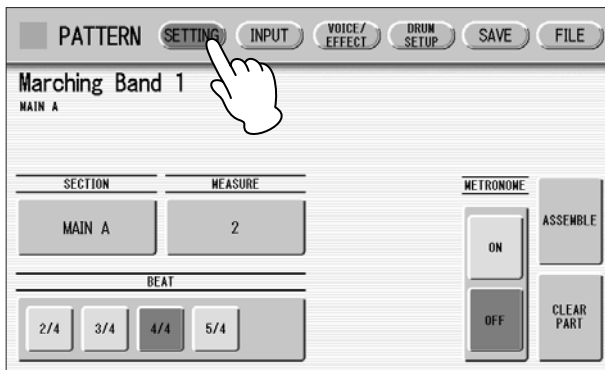 PATTERN SETTING INPUT VOICE/ EFFECT DRUM SETUP SAVE FILE
Marching Band 1
MAIN A
SECTION MEASURE METRONOME
MAIN A 2 ASSEMBLE
ON
BEAT
2/4 3/4 4/4 5/4 OFF CLEAR PART